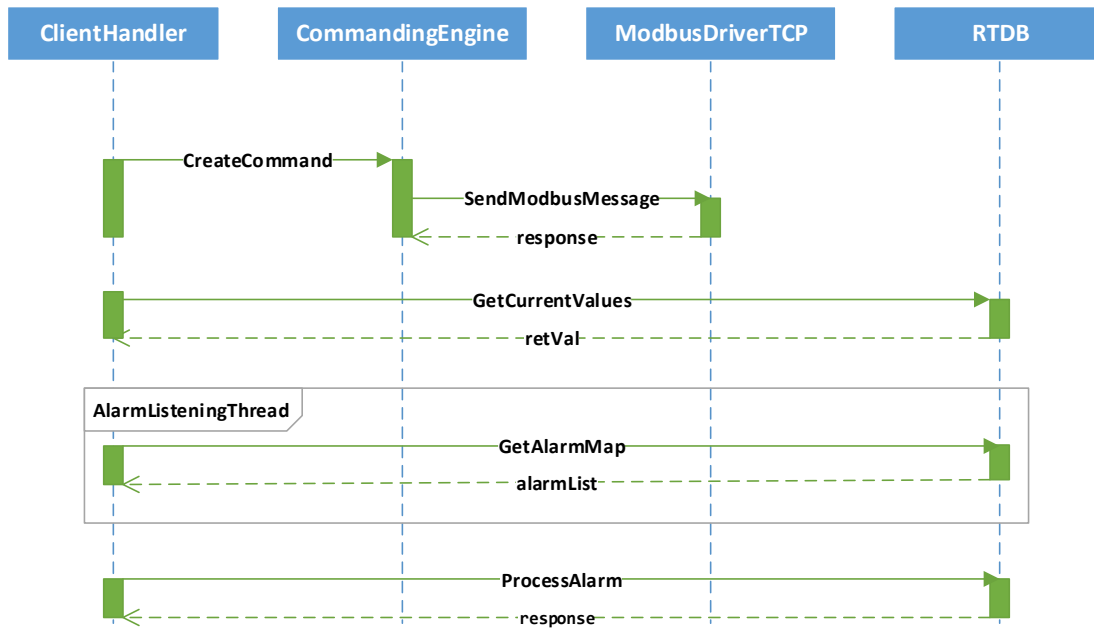 ClientHandler
CommandingEngine
ModbusDriverTCP
RTDB
CreateCommand
SendModbusMessage
response
GetCurrentValues
retVal
AlarmListeningThread
GetAlarmMap
alarmList
ProcessAlarm
response